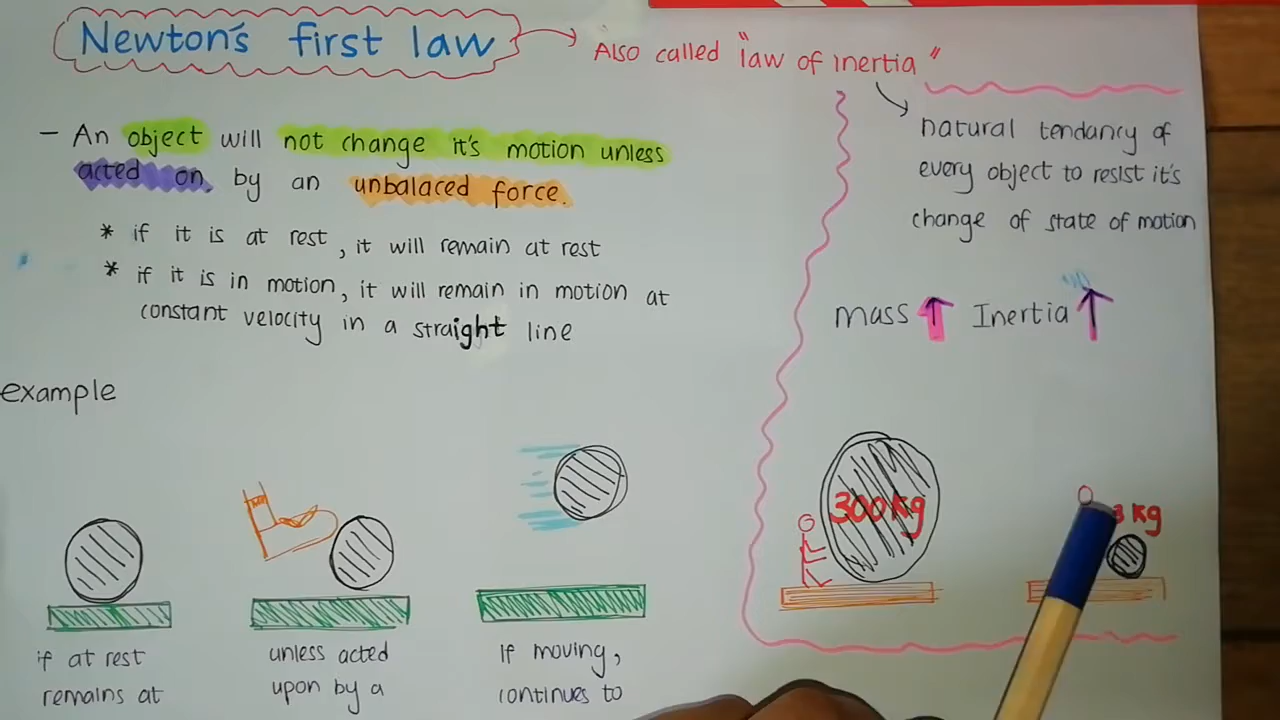 Newton's first law
Also called "law of inertia"
- An object will not change it's motion unless
acted on by an unbalaced force.
* if it is at rest, it will remain at rest
* if it is in motion, it will remain in motion at
constant velocity in a straight line
natural tendancy of
every object to resist it's
change of state of motion
mass ↑ Inertia ↑
example
300kg
3 kg
if at rest
remains at
unless acted
upon by a
If moving,
continues to